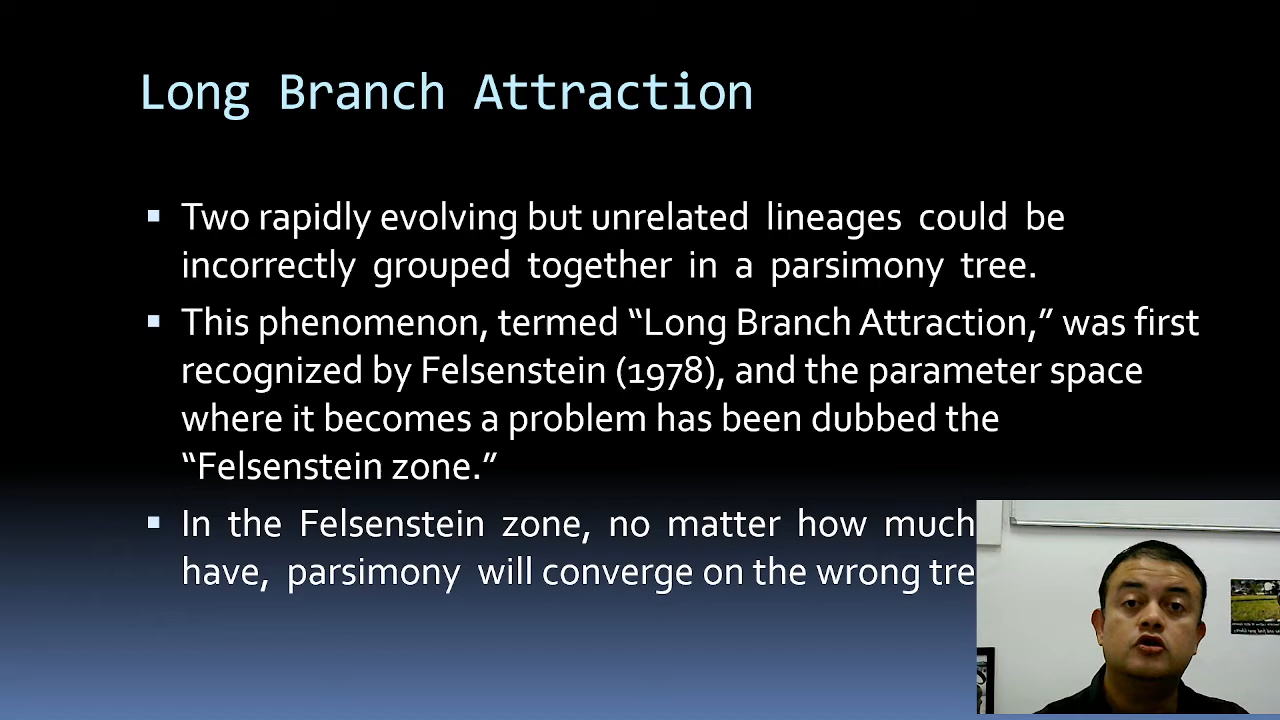 Long Branch Attraction
Two rapidly evolving but unrelated lineages could be
incorrectly grouped together in a parsimony tree.
This phenomenon, termed “Long Branch Attraction,” was first
recognized by Felsenstein (1978), and the parameter space
where it becomes a problem has been dubbed the
“Felsenstein zone.”
In the Felsenstein zone, no matter how much
have, parsimony will converge on the wrong tre